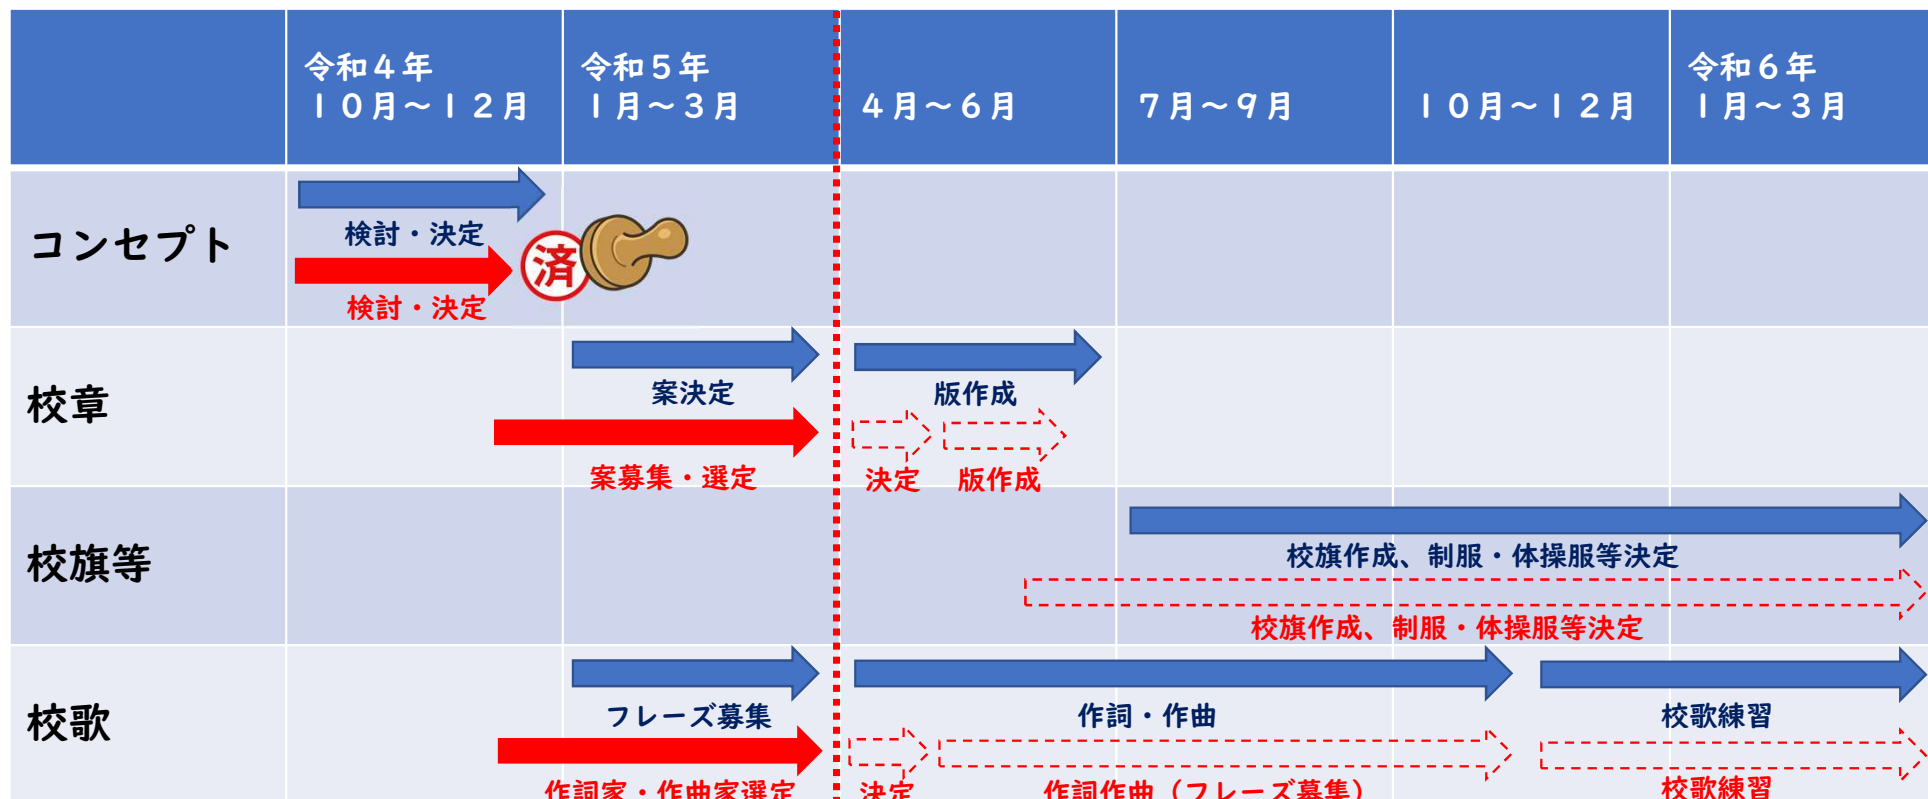 令和４年
１０月～１２月
令和５年
１月～３月
４月～６月
７月～９月
１０月～１２月
令和６年
１月～３月
コンセプト
検討・決定
検討・決定
済
校章
案決定
版作成
案募集・選定
決定
版作成
校旗等
校旗作成、制服・体操服等決定
校旗作成、制服・体操服等決定
校歌
フレーズ募集
作詞・作曲
校歌練習
作詞家・作曲家選定
決定
作詞作曲（フレーズ募集）
校歌練習